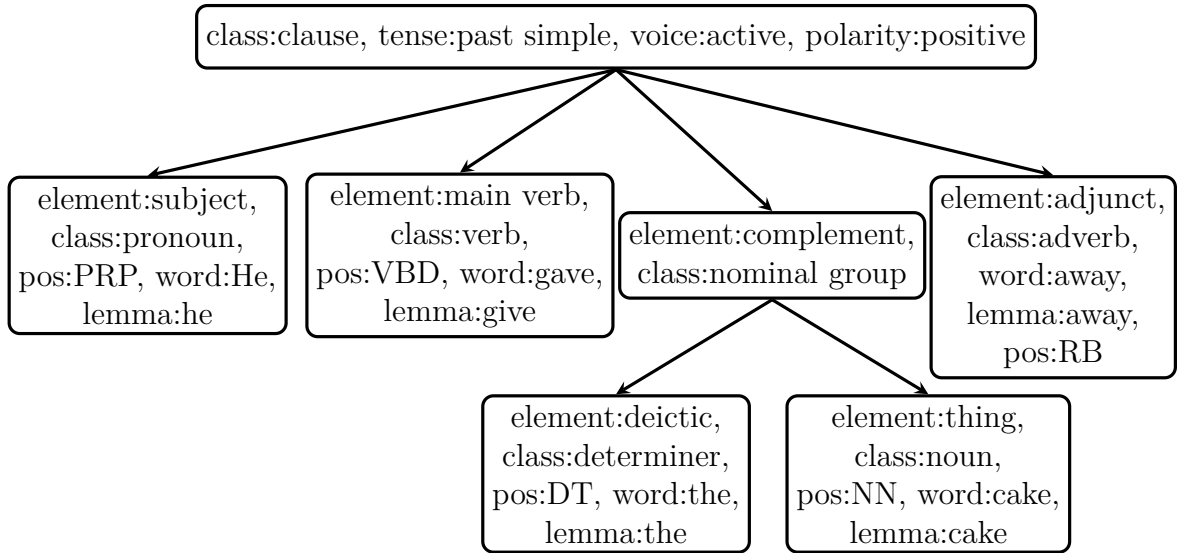 class:clause, tense:past simple, voice:active, polarity:positive
element:subject,
class:pronoun,
pos:PRP, word:He,
lemma:he
element:main verb,
class:verb,
pos:VBD, word:gave,
lemma:give
element:complement,
class:nominal group
element:adjunct,
class:adverb,
word:away,
lemma:away,
pos:RB
element:deictic,
class:determiner,
pos:DT, word:the,
lemma:the
element:thing,
class:noun,
pos:NN, word:cake,
lemma:cake